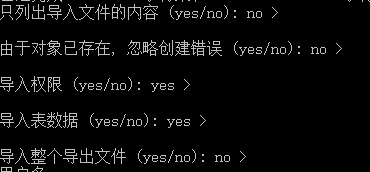 只列出导入文件的内容 (yes/no): no >
由于对象已存在, 忽略创建错误 (yes/no): no >
导入权限 (yes/no): yes >
导入表数据 (yes/no): yes >
导入整个导出文件 (yes/no): no >